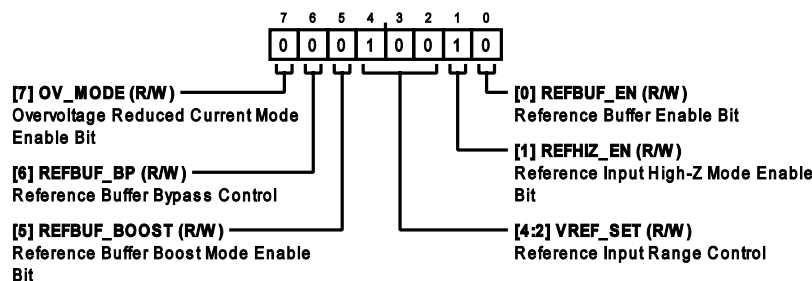 7 6 5 4 3 2 1 0
0 0 0 1 0 0 1 0
[7] OV_MODE (R/W)
Overvoltage Reduced Current Mode
Enable Bit
[6] REFBUF_BP (R/W)
Reference Buffer Bypass Control
[5] REFBUF_BOOST (R/W)
Reference Buffer Boost Mode Enable
Bit
[0] REFBUF_EN (R/W)
Reference Buffer Enable Bit
[1] REFHIZ_EN (R/W)
Reference Input High-Z Mode Enable
Bit
[4:2] VREF_SET (R/W)
Reference Input Range Control